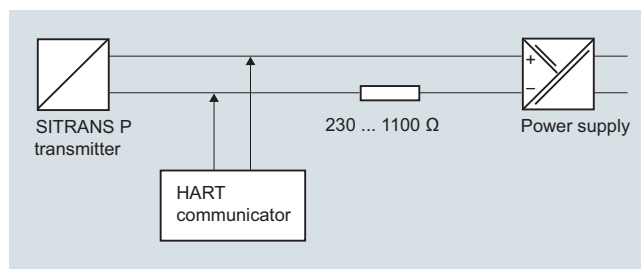 +
−
SITRANS P
transmitter
230 ... 1100 Ω
Power supply
HART
communicator